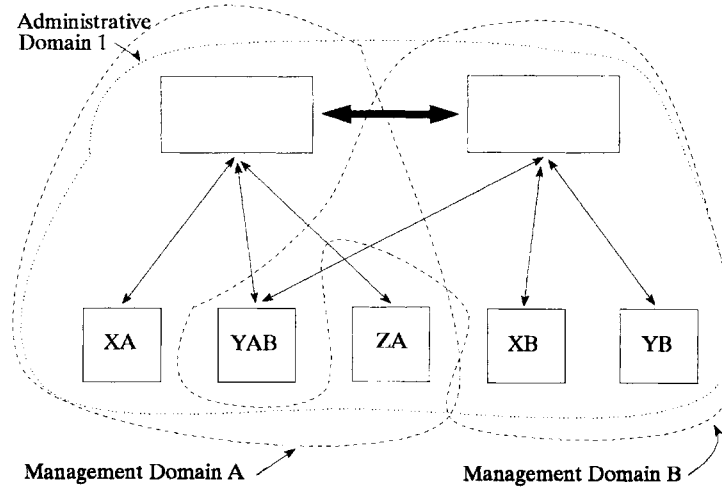 Administrative
Domain 1
XA
YAB
ZA
XB
YB
Management Domain A
Management Domain B